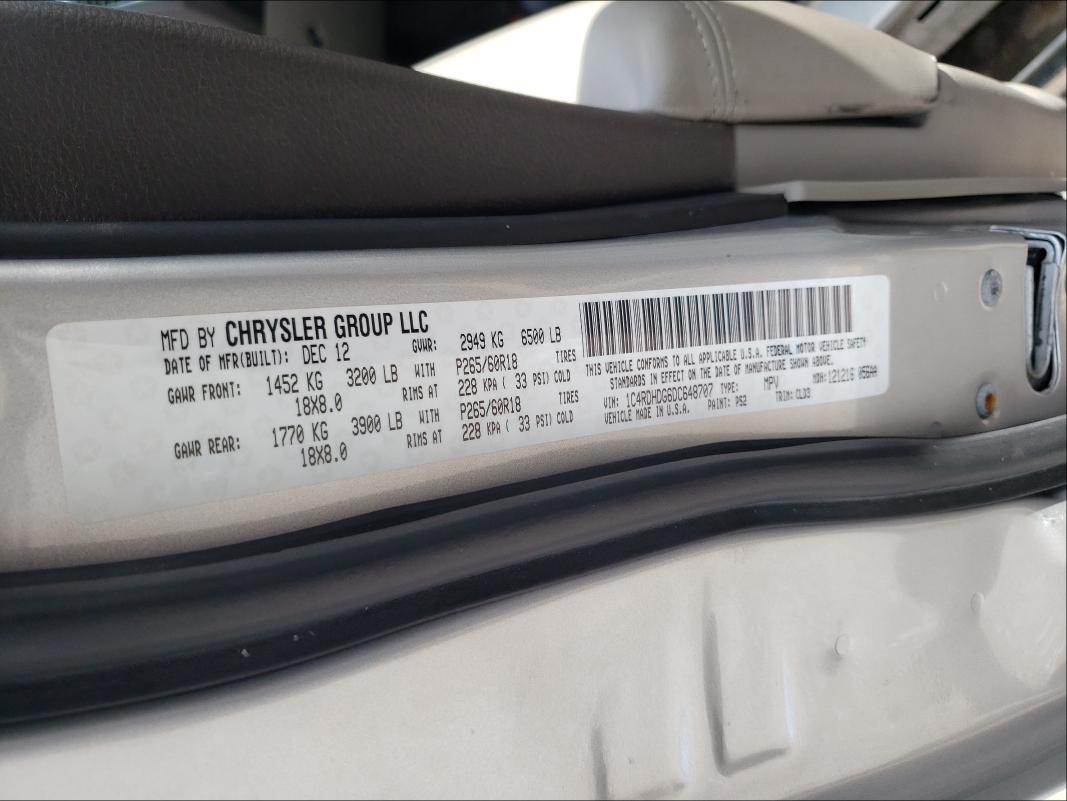 MFD BY CHRYSLER GROUP LLC
DATE OF MFR(BUILT): DEC 12 GVWR: 2949 KG 6500 LB
GAWR FRONT: 1452 KG 3200 LB WITH P265/60R18 TIRES
18X8.0 RIMS AT 228 KPA ( 33 PSI) COLD
GAWR REAR: 1770 KG 3900 LB WITH P265/60R18 TIRES
18X8.0 RIMS AT 228 KPA ( 33 PSI) COLD
THIS VEHICLE CONFORMS TO ALL APPLICABLE U.S.A. FEDERAL MOTOR VEHICLE SAFETY
STANDARDS IN EFFECT ON THE DATE OF MANUFACTURE SHOWN ABOVE.
VIN: 1C4RDHDG6DC648707 TYPE: MPV MDH: 121216 055AA
VEHICLE MADE IN U.S.A. PAINT: PS2 TRIM: CLD3